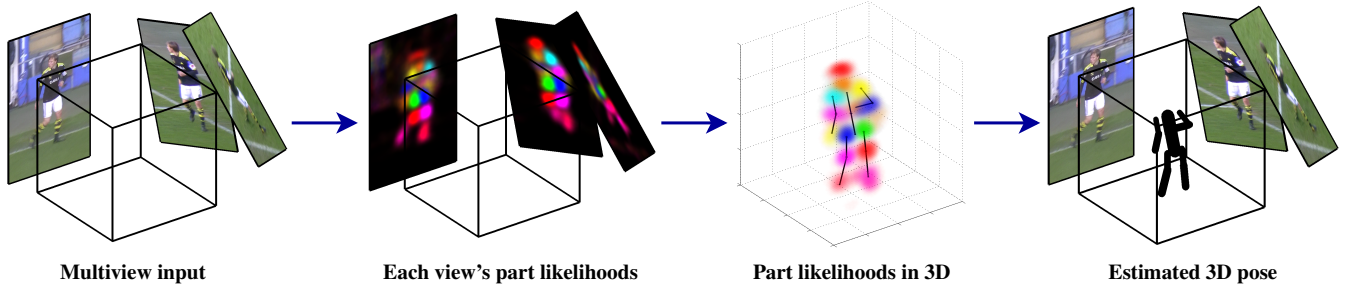 Multiview input
Each view's part likelihoods
Part likelihoods in 3D
Estimated 3D pose